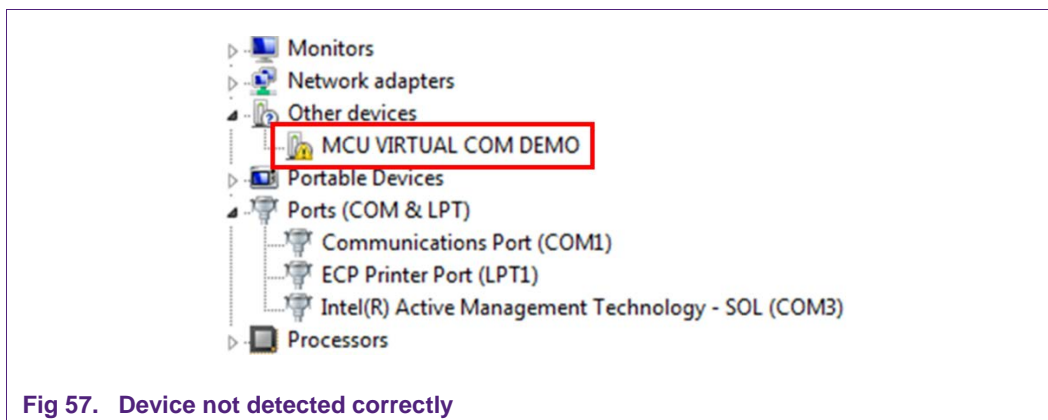 Monitors
Network adapters
Other devices
MCU VIRTUAL COM DEMO
Portable Devices
Ports (COM & LPT)
Communications Port (COM1)
ECP Printer Port (LPT1)
Intel(R) Active Management Technology - SOL (COM3)
Processors
Fig 57. Device not detected correctly